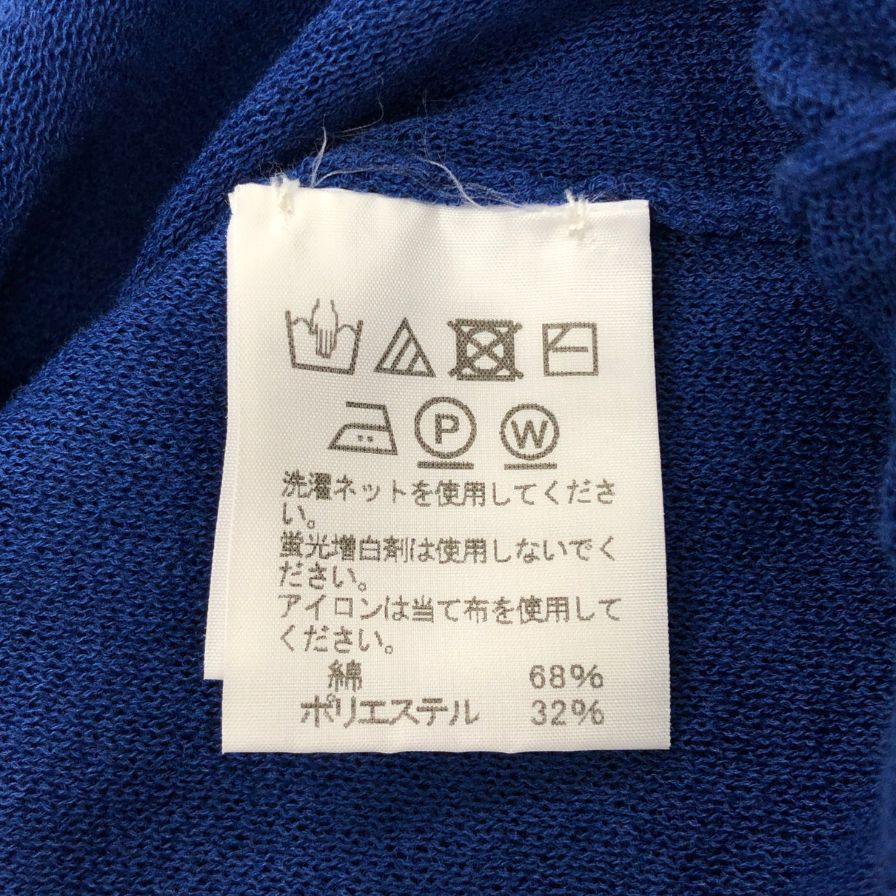 P W
洗濯ネットを使用してくださ
い。
蛍光増白剤は使用しないでく
ださい。
アイロンは当て布を使用して
ください。
綿 68%
ポリエステル 32%